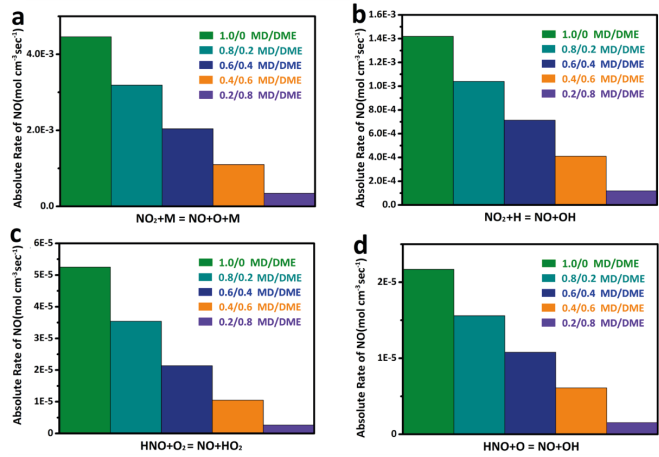 a
Absolute Rate of NO(mol cm⁻³sec⁻¹)
4.0E-3
2.0E-3
0.0
1.0/0 MD/DME
0.8/0.2 MD/DME
0.6/0.4 MD/DME
0.4/0.6 MD/DME
0.2/0.8 MD/DME
NO₂+M = NO+O+M
b
Absolute Rate of NO(mol cm⁻³sec⁻¹)
1.6E-3
1.4E-3
1.2E-3
1.0E-3
8.0E-4
6.0E-4
4.0E-4
2.0E-4
0.0
1.0/0 MD/DME
0.8/0.2 MD/DME
0.6/0.4 MD/DME
0.4/0.6 MD/DME
0.2/0.8 MD/DME
NO₂+H = NO+OH
c
Absolute Rate of NO(mol cm⁻³sec⁻¹)
6E-5
5E-5
4E-5
3E-5
2E-5
1E-5
0
1.0/0 MD/DME
0.8/0.2 MD/DME
0.6/0.4 MD/DME
0.4/0.6 MD/DME
0.2/0.8 MD/DME
HNO+O₂ = NO+HO₂
d
Absolute Rate of NO(mol cm⁻³sec⁻¹)
2E-5
1E-5
0
1.0/0 MD/DME
0.8/0.2 MD/DME
0.6/0.4 MD/DME
0.4/0.6 MD/DME
0.2/0.8 MD/DME
HNO+O = NO+OH